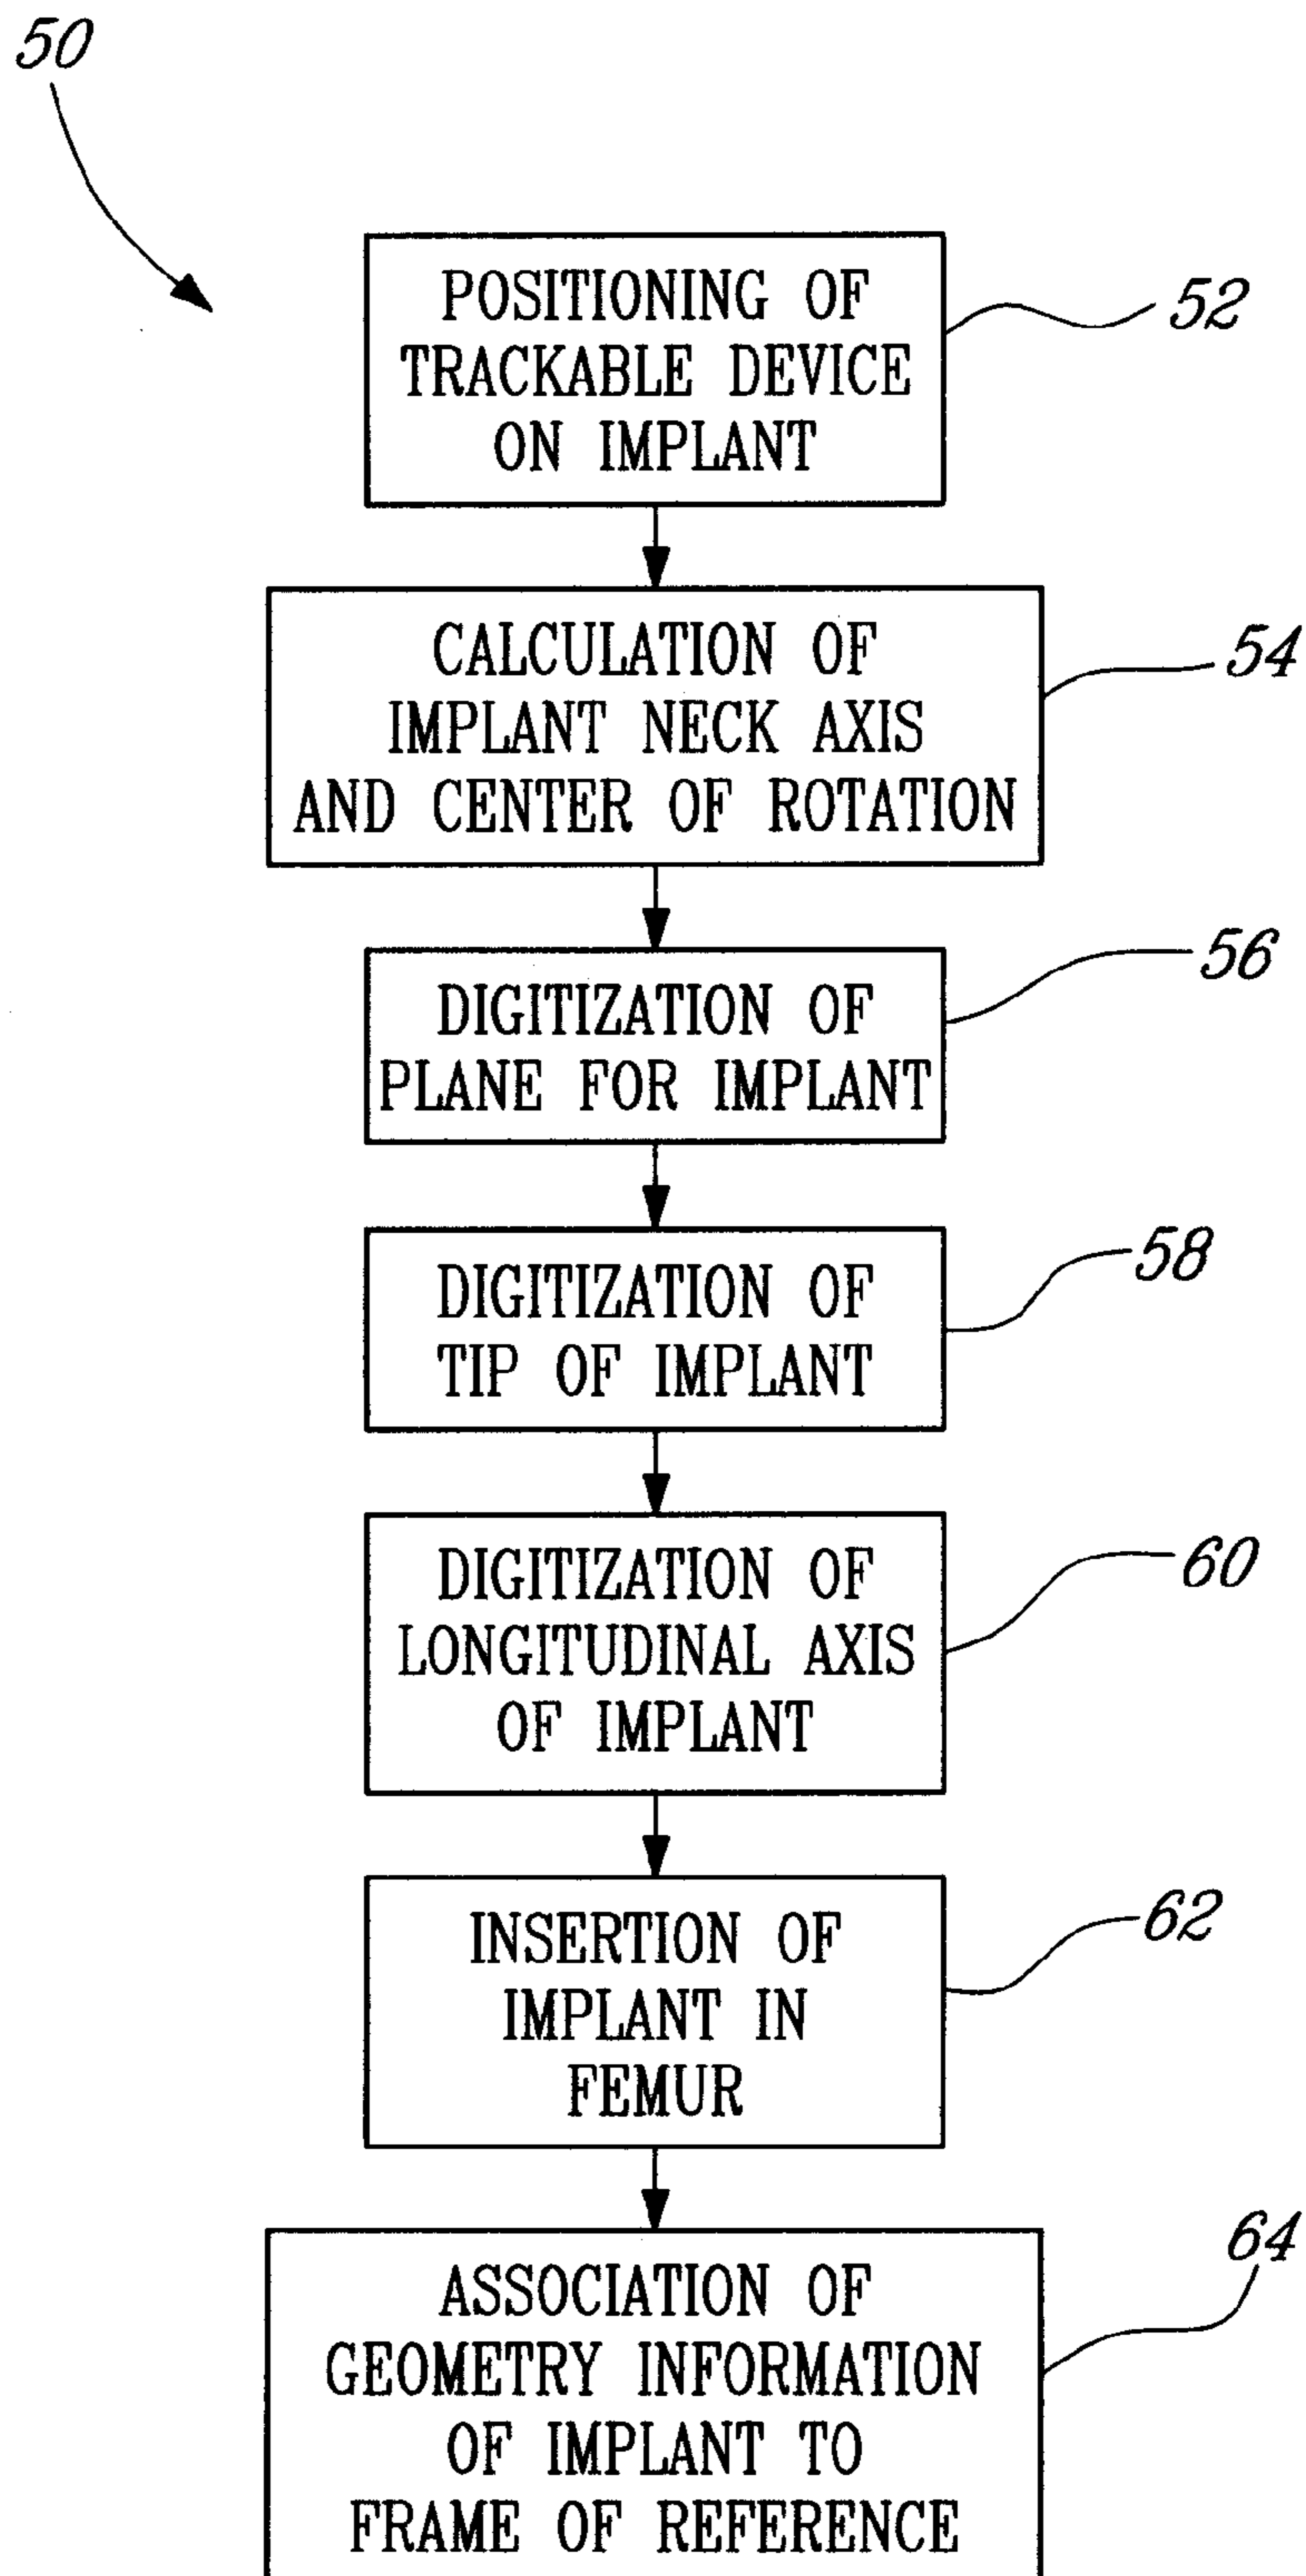 50
POSITIONING OF
TRACKABLE DEVICE
ON IMPLANT
52
CALCULATION OF
IMPLANT NECK AXIS
AND CENTER OF ROTATION
54
DIGITIZATION OF
PLANE FOR IMPLANT
56
DIGITIZATION OF
TIP OF IMPLANT
58
DIGITIZATION OF
LONGITUDINAL AXIS
OF IMPLANT
60
INSERTION OF
IMPLANT IN
FEMUR
62
ASSOCIATION OF
GEOMETRY INFORMATION
OF IMPLANT TO
FRAME OF REFERENCE
64